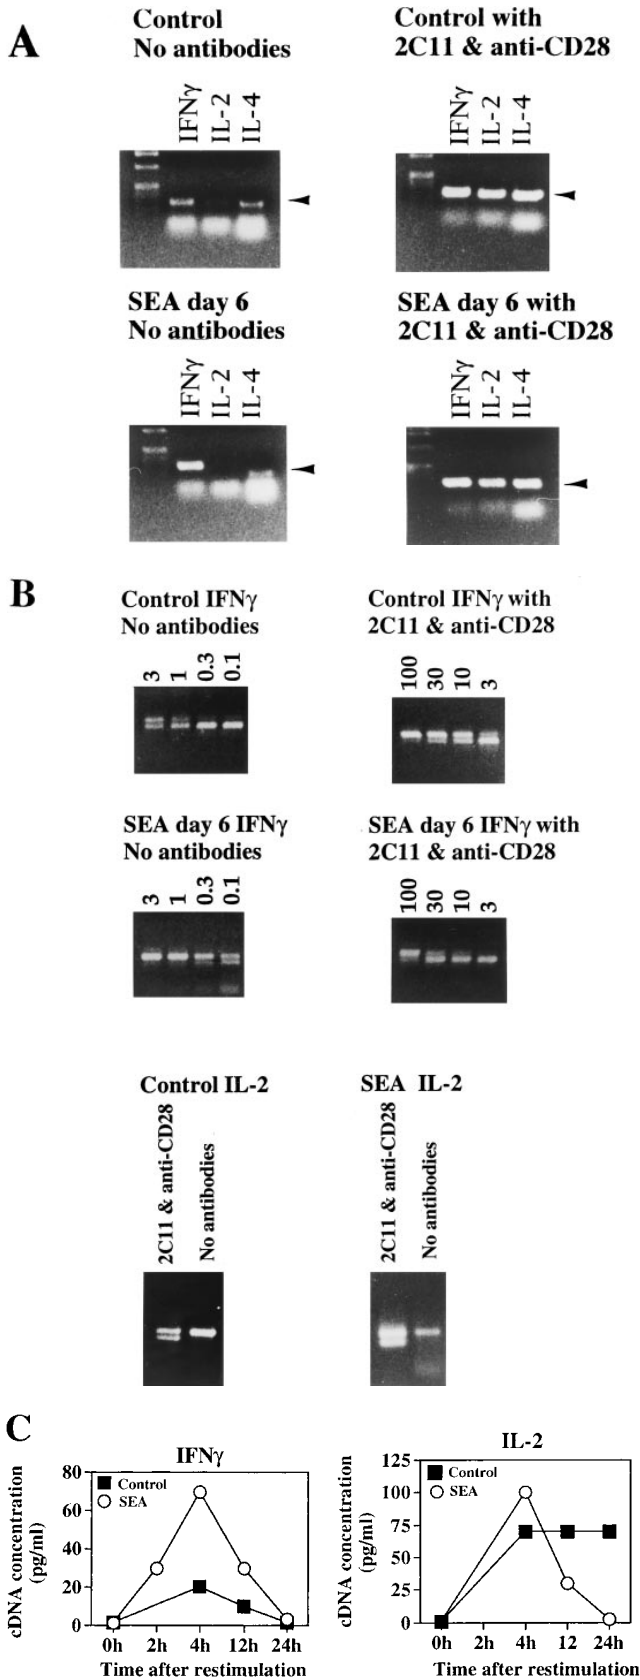 A
Control
No antibodies
Control with
2C11 & anti-CD28
IFNγ
IL-2
IL-4
IFNγ
IL-2
IL-4
SEA day 6
No antibodies
SEA day 6 with
2C11 & anti-CD28
IFNγ
IL-2
IL-4
IFNγ
IL-2
IL-4
B
Control IFNγ
No antibodies
Control IFNγ with
2C11 & anti-CD28
3 1 0.3 0.1
100 30 10 3
SEA day 6 IFNγ
No antibodies
SEA day 6 IFNγ with
2C11 & anti-CD28
3 1 0.3 0.1
100 30 10 3
Control IL-2
SEA IL-2
2C11 & anti-CD28
No antibodies
2C11 & anti-CD28
No antibodies
C
IFNγ
cDNA concentration
(pg/ml)
80
60
40
20
0
Control
SEA
0h 2h 4h 12h 24h
Time after restimulation
IL-2
cDNA concentration
(pg/ml)
125
100
75
50
25
0
Control
SEA
0h 2h 4h 12 24h
Time after restimulation